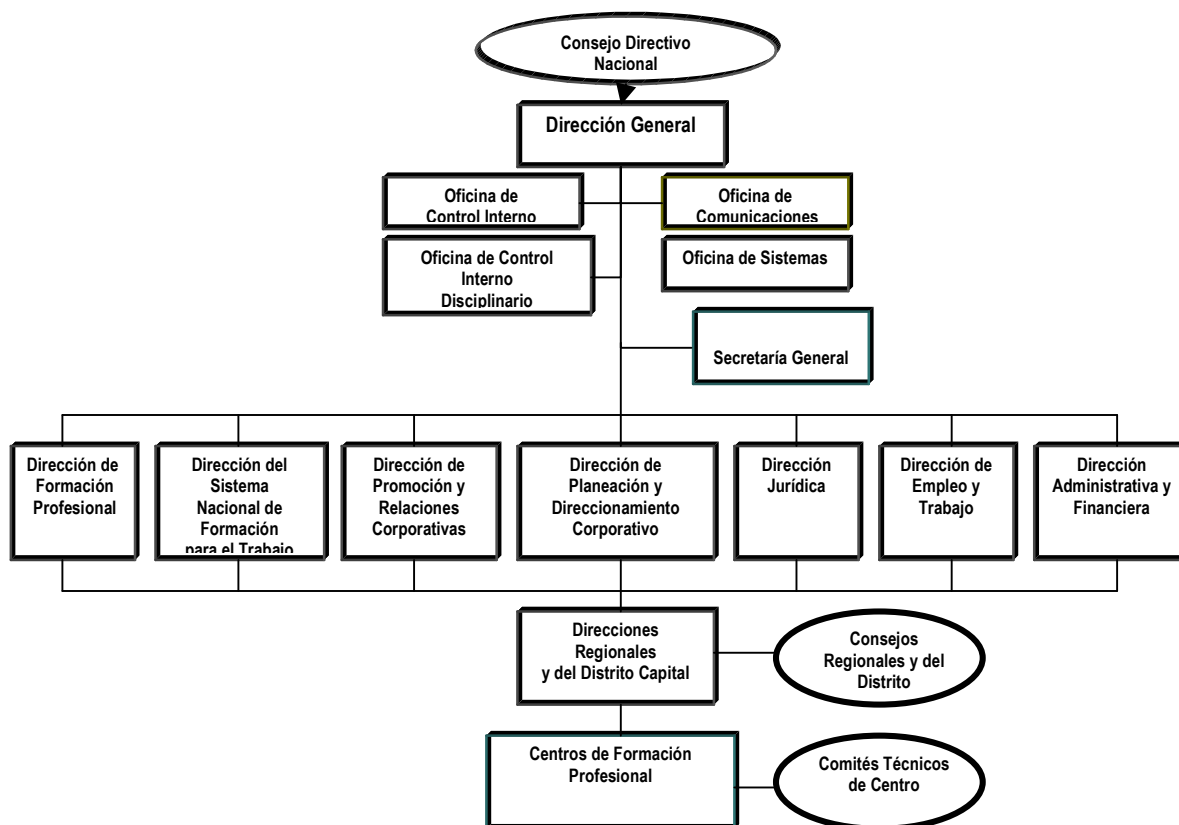 Consejo Directivo
Nacional
Dirección General
Oficina de
Control Interno
Oficina de
Comunicaciones
Oficina de Control
Interno
Disciplinario
Oficina de Sistemas
Secretaría General
Dirección de
Formación
Profesional
Dirección del
Sistema
Nacional de
Formación
para el Trabajo
Dirección de
Promoción y
Relaciones
Corporativas
Dirección de
Planeación y
Direccionamiento
Corporativo
Dirección
Jurídica
Dirección de
Empleo y
Trabajo
Dirección
Administrativa y
Financiera
Direcciones
Regionales
y del Distrito Capital
Consejos
Regionales y del
Distrito
Centros de Formación
Profesional
Comités Técnicos
de Centro